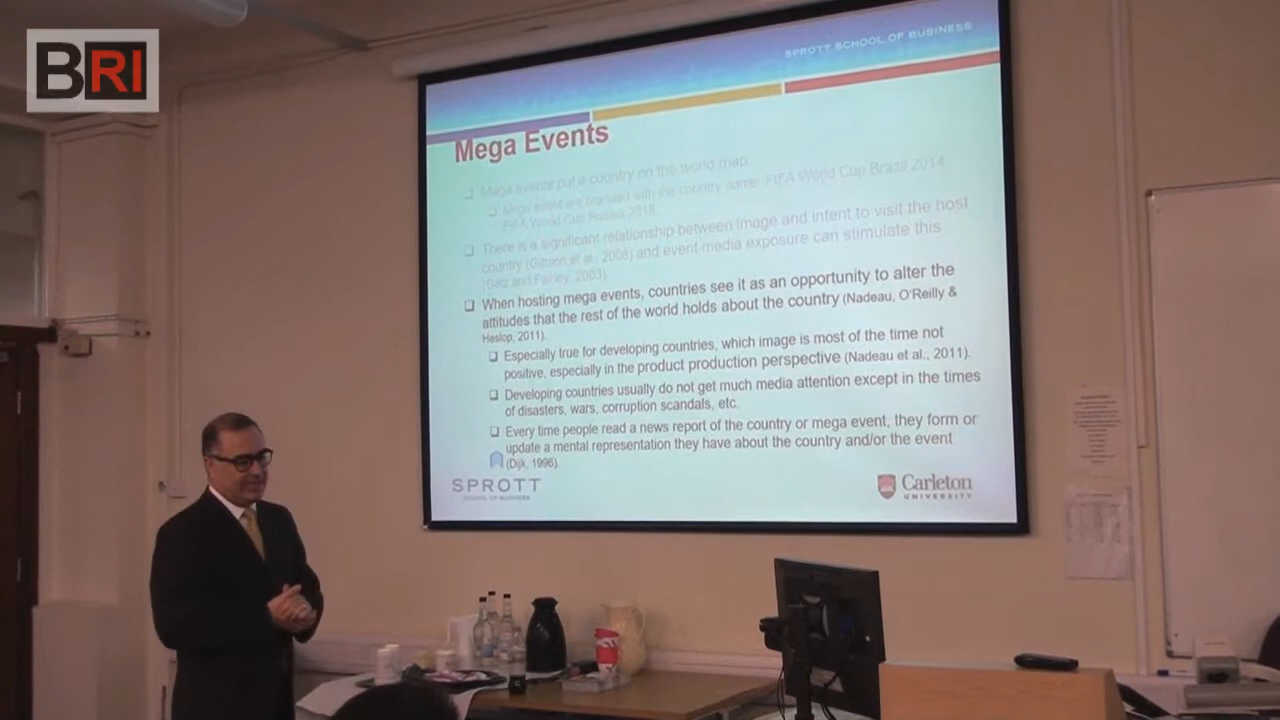 BRI
SPROTT SCHOOL OF BUSINESS
Mega Events
Mega events put a country on the world map.
Mega event are branded with the country name: FIFA World Cup Brazil 2014
FIFA World Cup Russia 2018
There is a significant relationship between image and intent to visit the host
country (Gibson et al., 2008) and event media exposure can stimulate this
(Getz and Fairley, 2003)
When hosting mega events, countries see it as an opportunity to alter the
attitudes that the rest of the world holds about the country (Nadeau, O'Reilly &
Heslop, 2011).
Especially true for developing countries, which image is most of the time not
positive, especially in the product production perspective (Nadeau et al., 2011).
Developing countries usually do not get much media attention except in the times
of disasters, wars, corruption scandals, etc.
Every time people read a news report of the country or mega event, they form or
update a mental representation they have about the country and/or the event
(Dijk, 1996).
SPROTT
SCHOOL OF BUSINESS
Carleton
UNIVERSITY